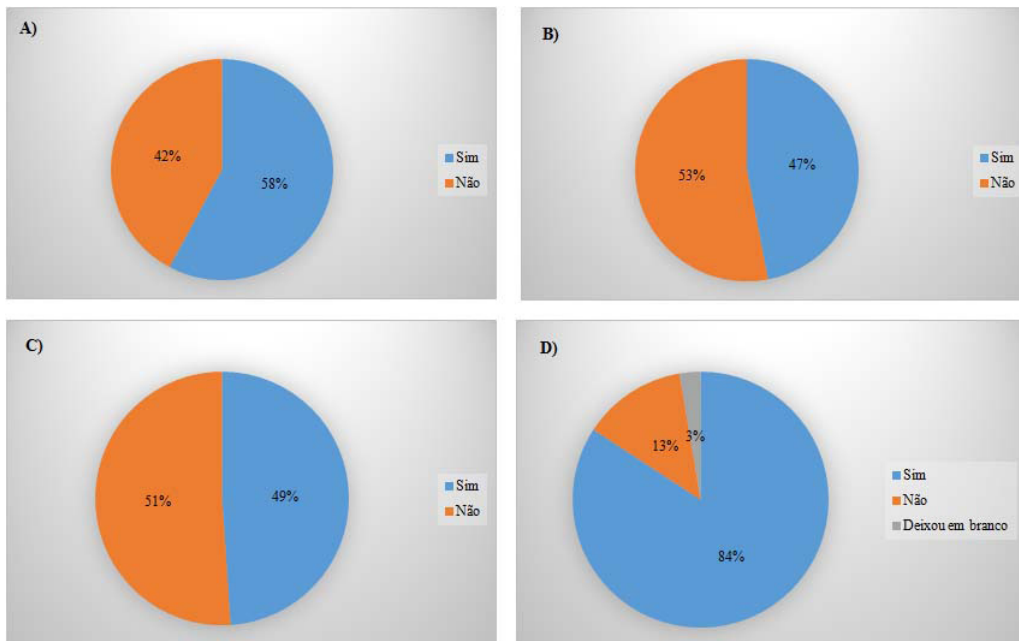 A)
42%
58%
Sim
Não
B)
53%
47%
Sim
Não
C)
51%
49%
Sim
Não
D)
13%
3%
84%
Sim
Não
Deixou em branco